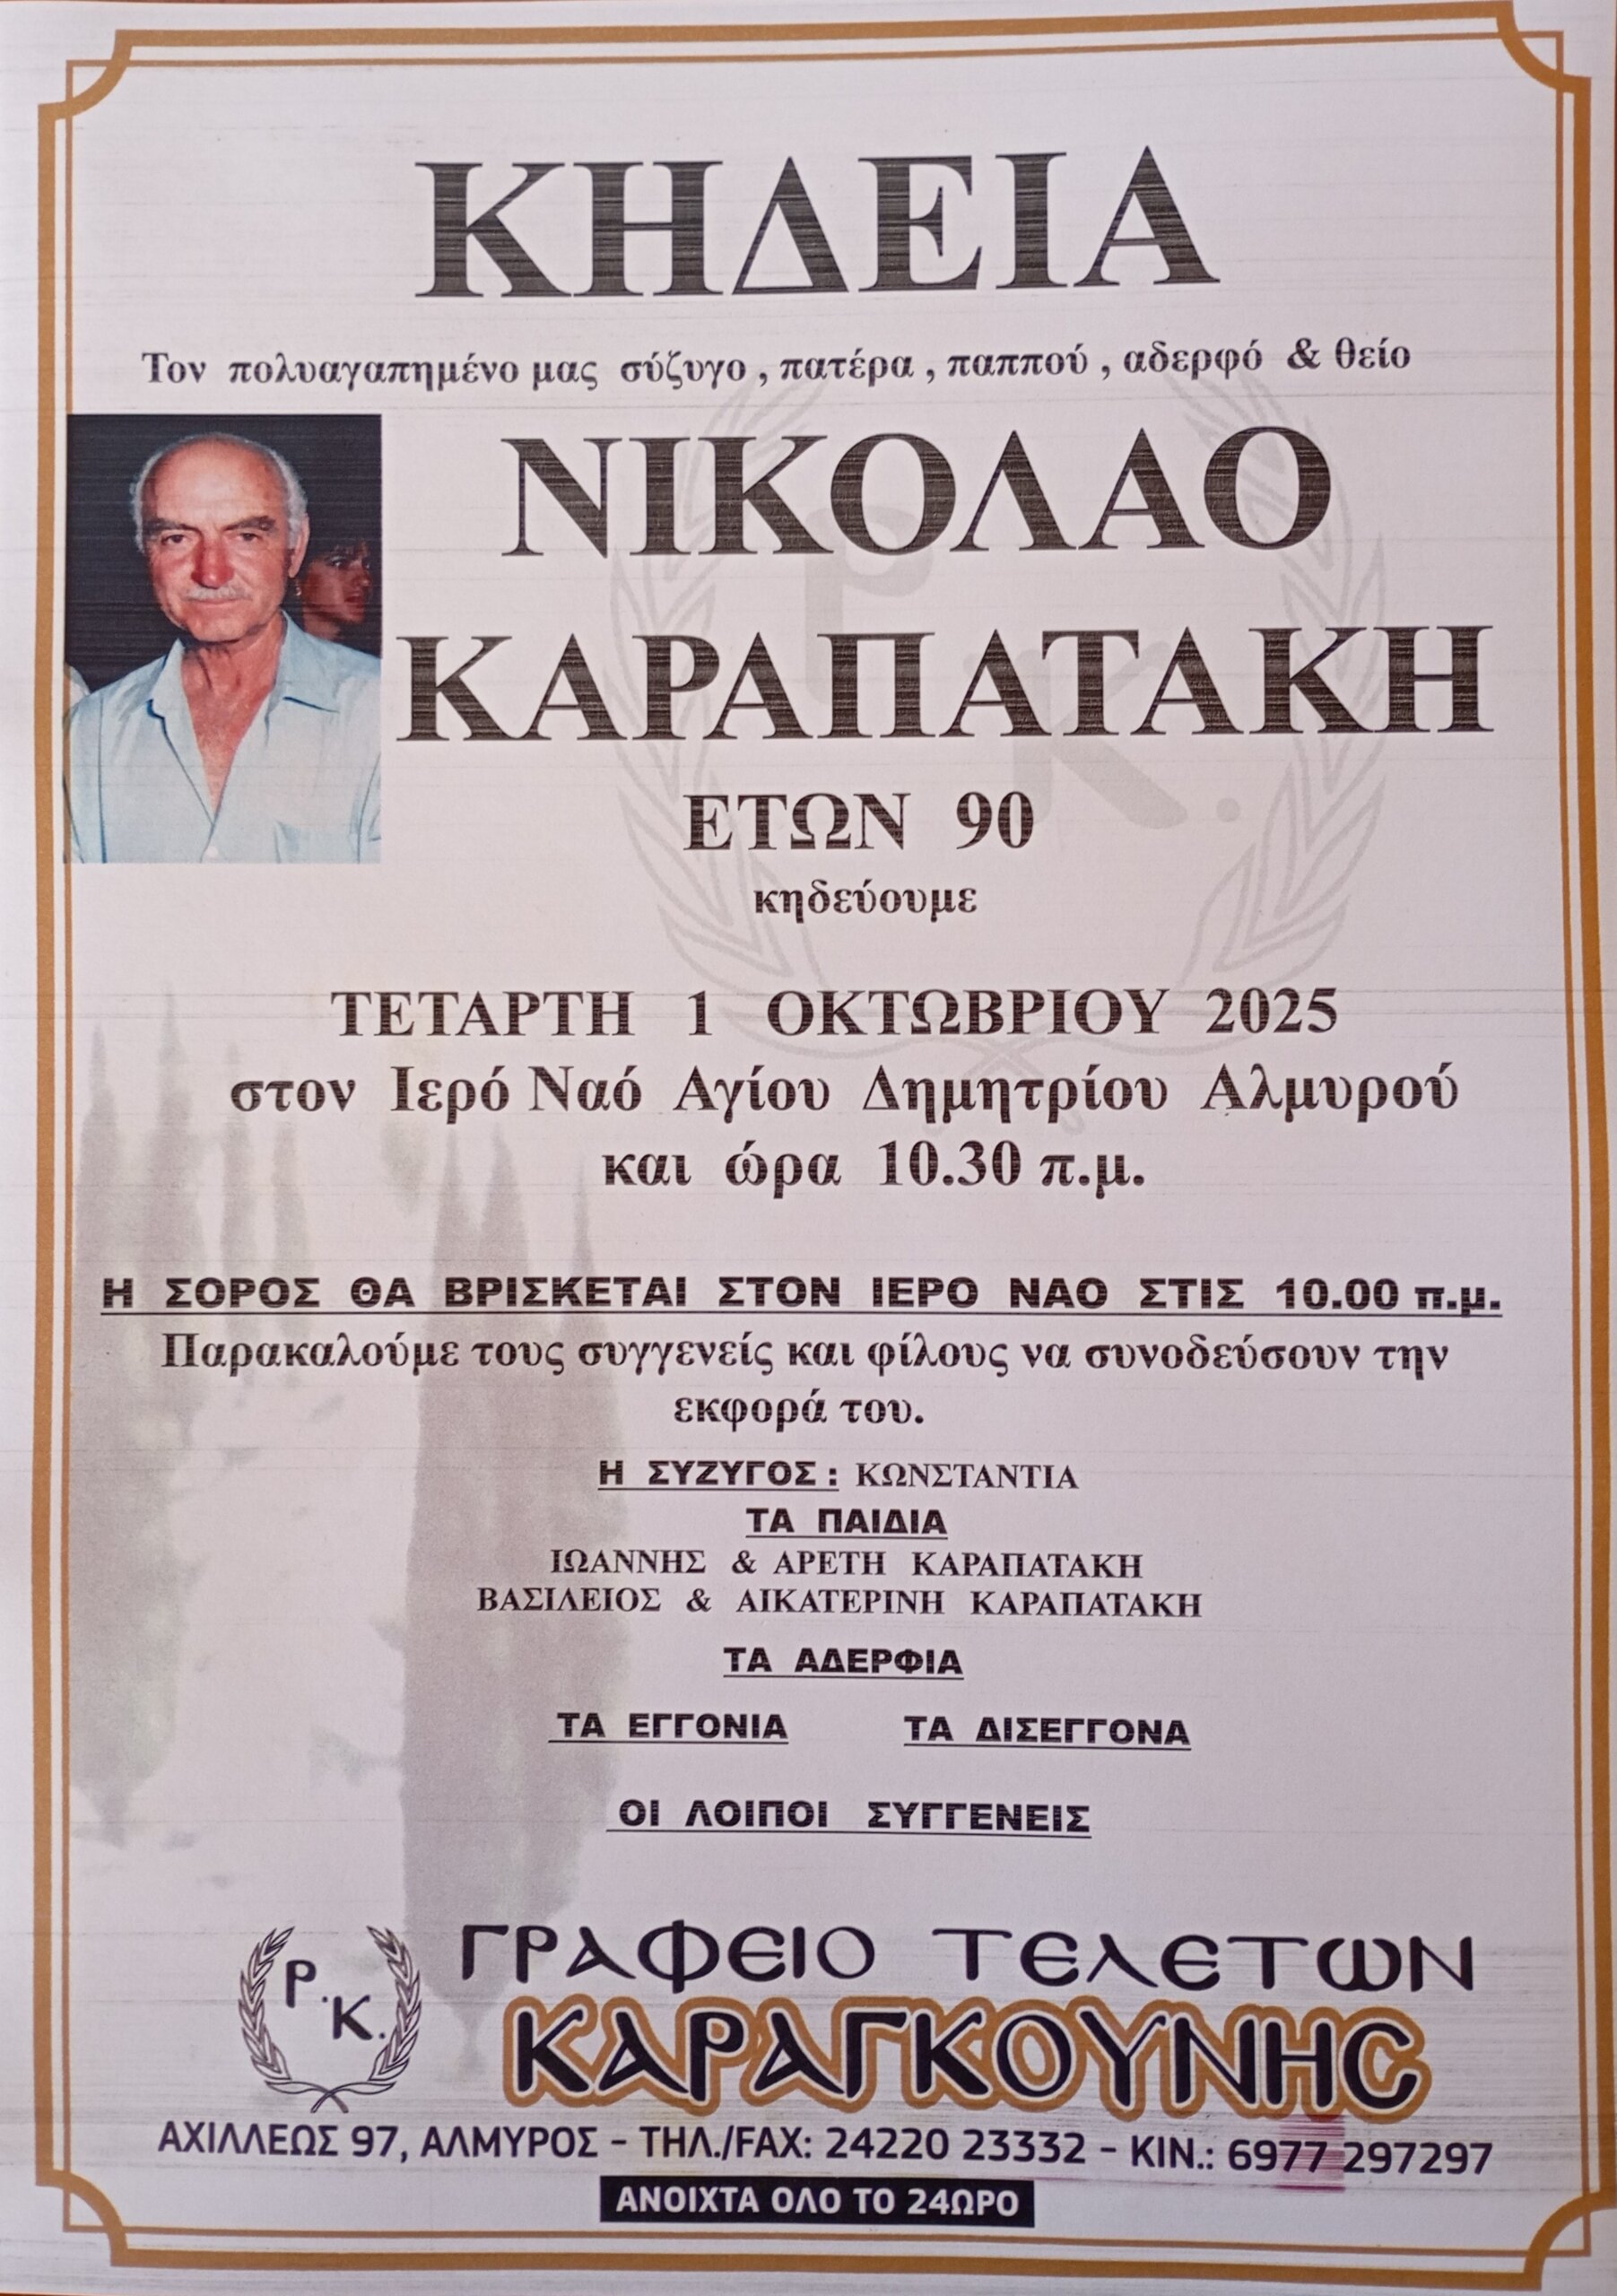 ΚΗΔΕΙΑ
Τον πολυαγαπημένο μας σύζυγο , πατέρα , παππού , αδερφό & θείο
ΝΙΚΟΛΑΟ
ΚΑΡΑΠΑΤΑΚΗ
ΕΤΩΝ 90
κηδεύουμε
ΤΕΤΑΡΤΗ 1 ΟΚΤΩΒΡΙΟΥ 2025
στον Ιερό Ναό Αγίου Δημητρίου Αλμυρού
και ώρα 10.30 π.μ.
Η ΣΟΡΟΣ ΘΑ ΒΡΙΣΚΕΤΑΙ ΣΤΟΝ ΙΕΡΟ ΝΑΟ ΣΤΙΣ 10.00 π.μ.
Παρακαλούμε τους συγγενείς και φίλους να συνοδεύσουν την
εκφορά του.
Η ΣΥΖΥΓΟΣ : ΚΩΝΣΤΑΝΤΙΑ
ΤΑ ΠΑΙΔΙΑ
ΙΩΑΝΝΗΣ & ΑΡΕΤΗ ΚΑΡΑΠΑΤΑΚΗ
ΒΑΣΙΛΕΙΟΣ & ΑΙΚΑΤΕΡΙΝΗ ΚΑΡΑΠΑΤΑΚΗ
ΤΑ ΑΔΕΡΦΙΑ
ΤΑ ΕΓΓΟΝΙΑ ΤΑ ΔΙΣΕΓΓΟΝΑ
ΟΙ ΛΟΙΠΟΙ ΣΥΓΓΕΝΕΙΣ
Ρ.Κ.
ΓΡΑΦΕΙΟ ΤΕΛΕΤΩΝ
ΚΑΡΑΓΚΟΥΝΗΣ
ΑΧΙΛΛΕΩΣ 97, ΑΛΜΥΡΟΣ - ΤΗΛ./FAX: 24220 23332 - ΚΙΝ.: 6977 297297
ΑΝΟΙΧΤΑ ΟΛΟ ΤΟ 24ΩΡΟ